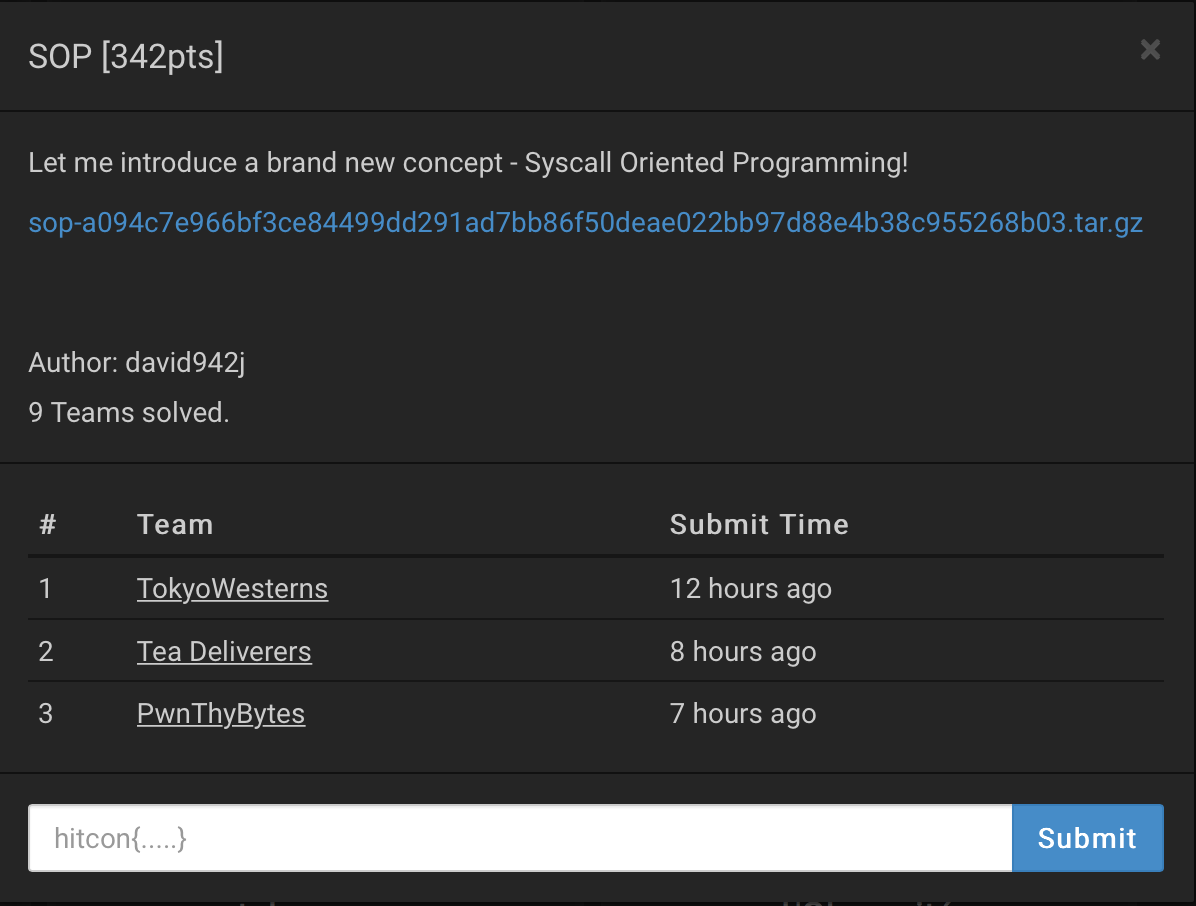 SOP [342pts]
×
Let me introduce a brand new concept - Syscall Oriented Programming!
sop-a094c7e966bf3ce84499dd291ad7bb86f50deae022bb97d88e4b38c955268b03.tar.gz
Author: david942j
9 Teams solved.
# Team Submit Time
1 TokyoWesterns 12 hours ago
2 Tea Deliverers 8 hours ago
3 PwnThyBytes 7 hours ago
hitcon{.....} Submit